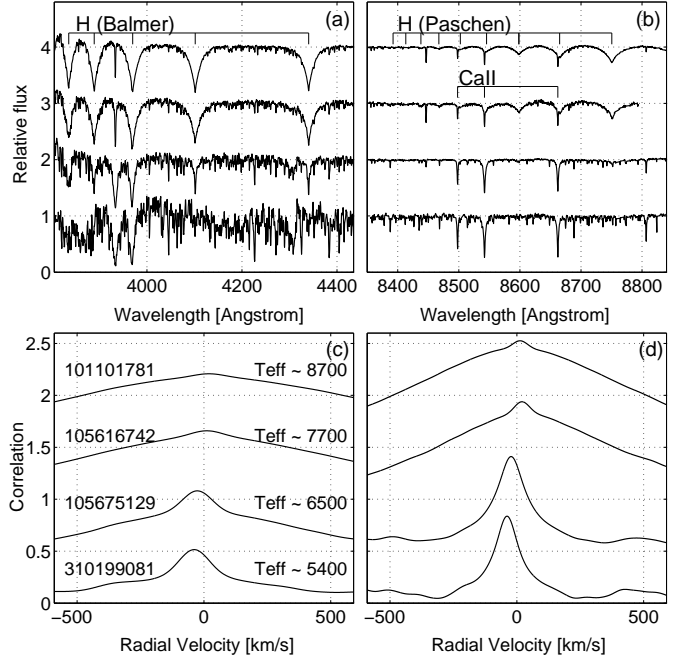 (a)
H (Balmer)
4
3
2
1
0
Relative flux
4000
4200
4400
Wavelength [Angstrom]
(b)
H (Paschen)
CaII
8400
8500
8600
8700
8800
Wavelength [Angstrom]
(c)
2.5
2
1.5
1
0.5
0
Correlation
101101781 Teff ~ 8700
105616742 Teff ~ 7700
105675129 Teff ~ 6500
310199081 Teff ~ 5400
−500
0
500
Radial Velocity [km/s]
(d)
−500
0
500
Radial Velocity [km/s]